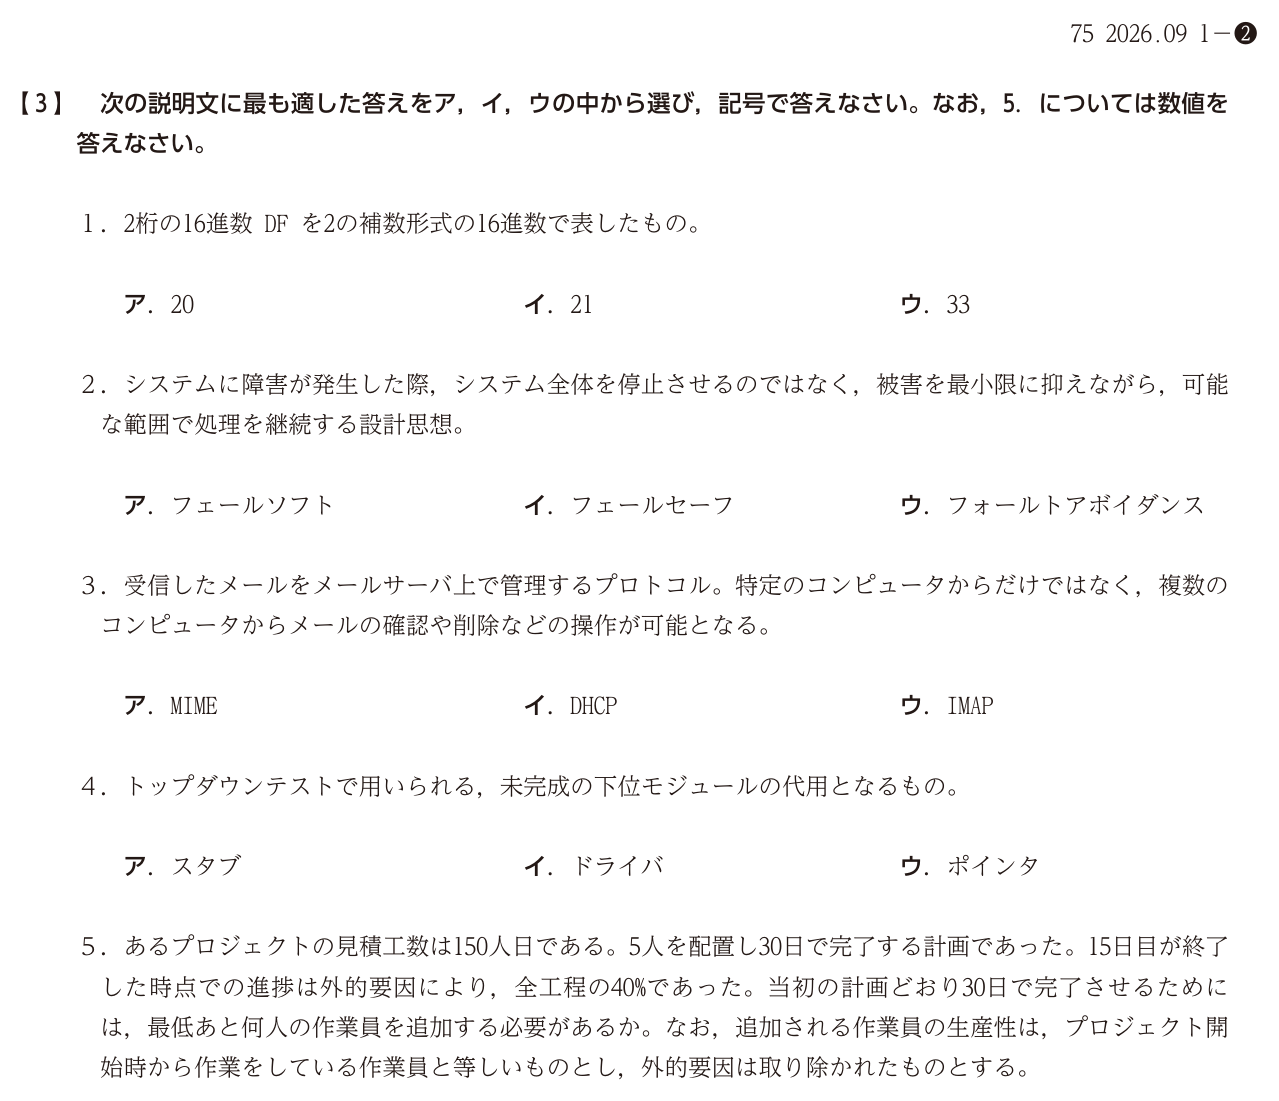 75 2026.09 1－❷
【3】 次の説明文に最も適した答えをア，イ，ウの中から選び，記号で答えなさい。なお，5．については数値を
答えなさい。
１．2桁の16進数 DF を2の補数形式の16進数で表したもの。
ア．20 イ．21 ウ．33
２．システムに障害が発生した際，システム全体を停止させるのではなく，被害を最小限に抑えながら，可能
な範囲で処理を継続する設計思想。
ア．フェールソフト イ．フェールセーフ ウ．フォールトアボイダンス
３．受信したメールをメールサーバ上で管理するプロトコル。特定のコンピュータからだけではなく，複数の
コンピュータからメールの確認や削除などの操作が可能となる。
ア．MIME イ．DHCP ウ．IMAP
４．トップダウンテストで用いられる，未完成の下位モジュールの代用となるもの。
ア．スタブ イ．ドライバ ウ．ポインタ
５．あるプロジェクトの見積工数は150人日である。5人を配置し30日で完了する計画であった。15日目が終了
した時点での進捗は外的要因により，全工程の40%であった。当初の計画どおり30日で完了させるために
は，最低あと何人の作業員を追加する必要があるか。なお，追加される作業員の生産性は，プロジェクト開
始時から作業をしている作業員と等しいものとし，外的要因は取り除かれたものとする。